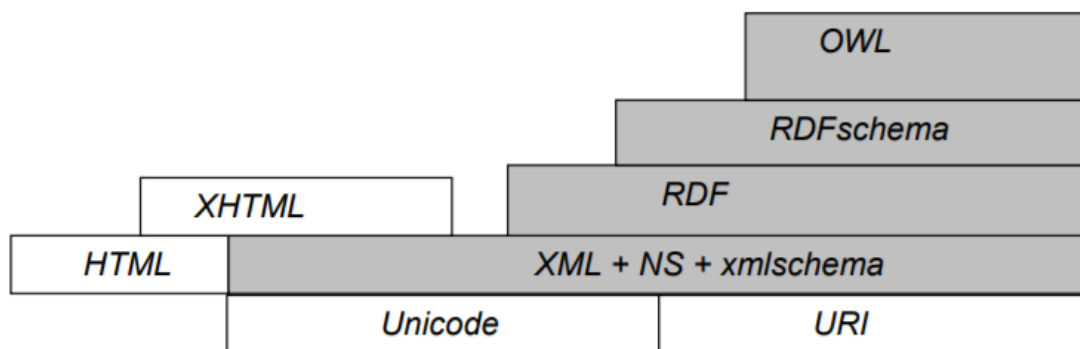 OWL
RDFschema
RDF
XHTML
HTML
XML + NS + xmlschema
Unicode
URI